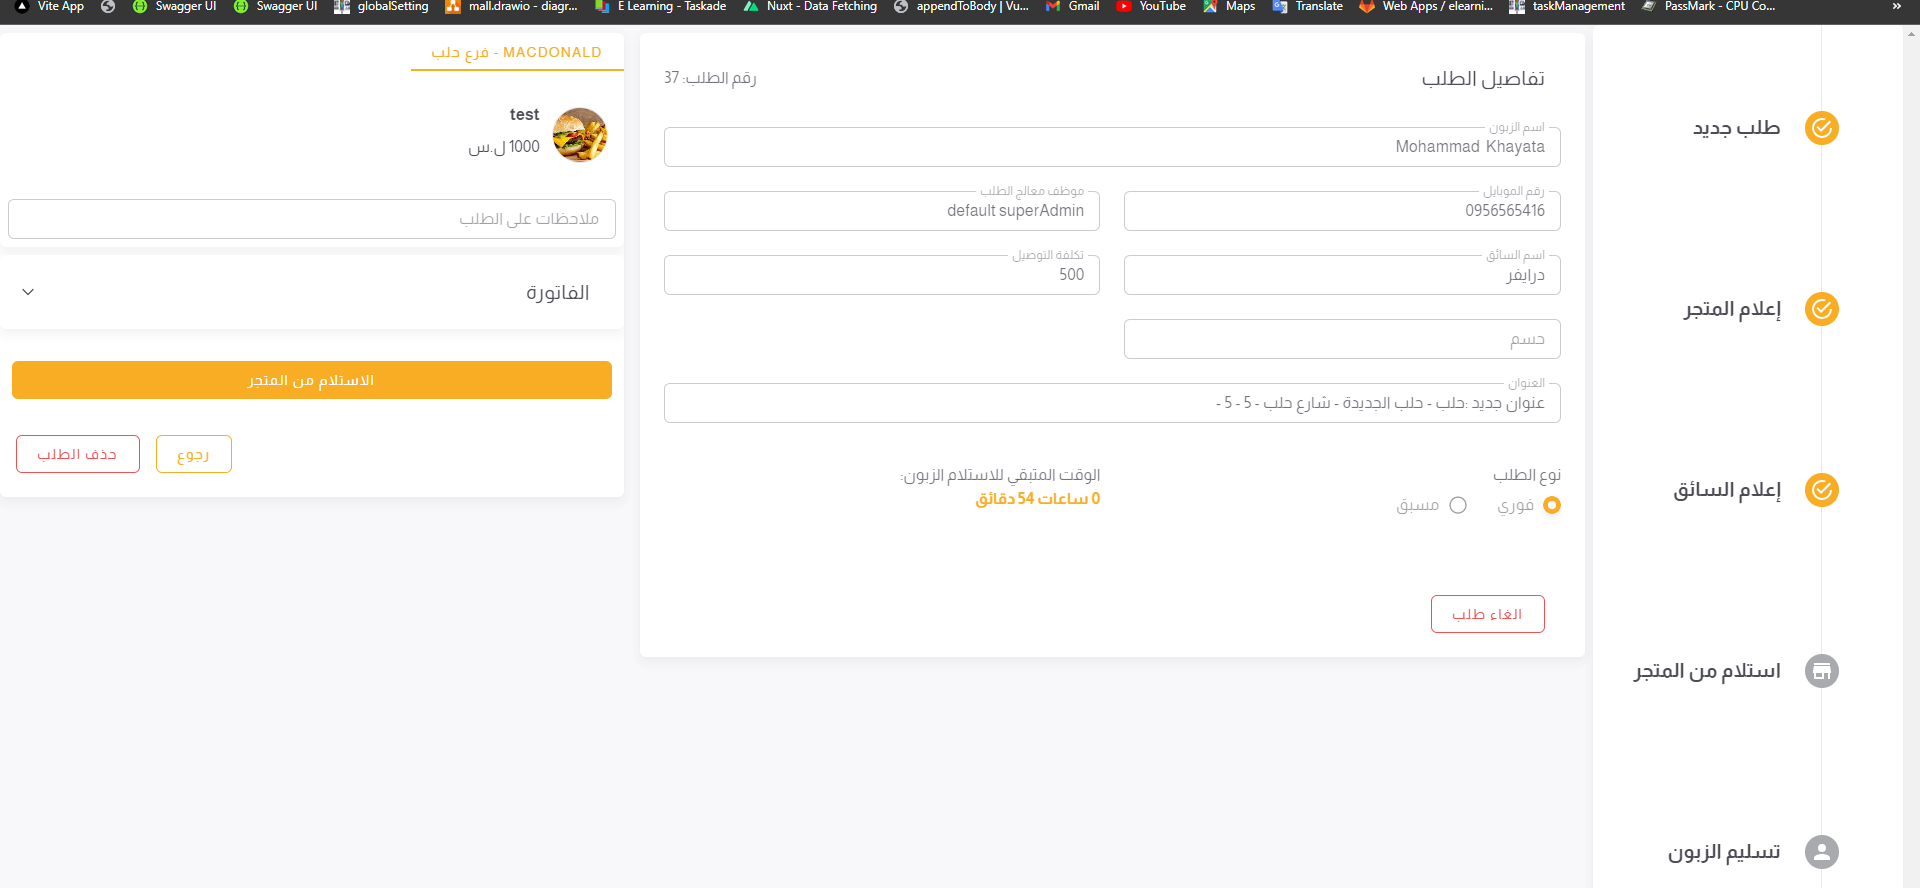 Vite App
Swagger UI
Swagger UI
globalSetting
mall.drawio - diagr...
E Learning - Taskade
Nuxt - Data Fetching
appendToBody | Vu...
Gmail
YouTube
Maps
Translate
Web Apps / elearni...
taskManagement
PassMark - CPU Co...
»
طلب جديد
إعلام المتجر
إعلام السائق
استلام من المتجر
تسليم الزبون
تفاصيل الطلب
رقم الطلب: 37
اسم الزبون
Mohammad Khayata
رقم الموبايل
0956565416
موظف معالج الطلب
default superAdmin
اسم السائق
درايفر
تكلفة التوصيل
500
حسم
العنوان
عنوان جديد :حلب - حلب الجديدة - شارع حلب - 5 - 5 -
نوع الطلب
فوري
مسبق
الوقت المتبقي للاستلام الزبون:
0 ساعات 54 دقائق
الغاء طلب
MACDONALD - فرع حلب
test
1000 ل.س
ملاحظات على الطلب
الفاتورة
الاستلام من المتجر
رجوع
حذف الطلب